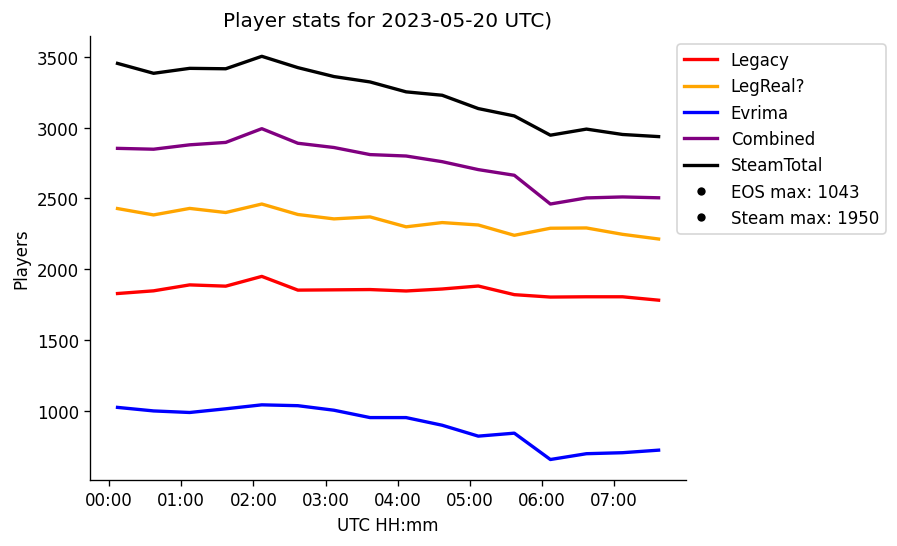 Player stats for 2023-05-20 UTC)
Legacy
LegReal?
Evrima
Combined
SteamTotal
EOS max: 1043
Steam max: 1950
Players
3500
3000
2500
2000
1500
1000
00:00 01:00 02:00 03:00 04:00 05:00 06:00 07:00
UTC HH:mm